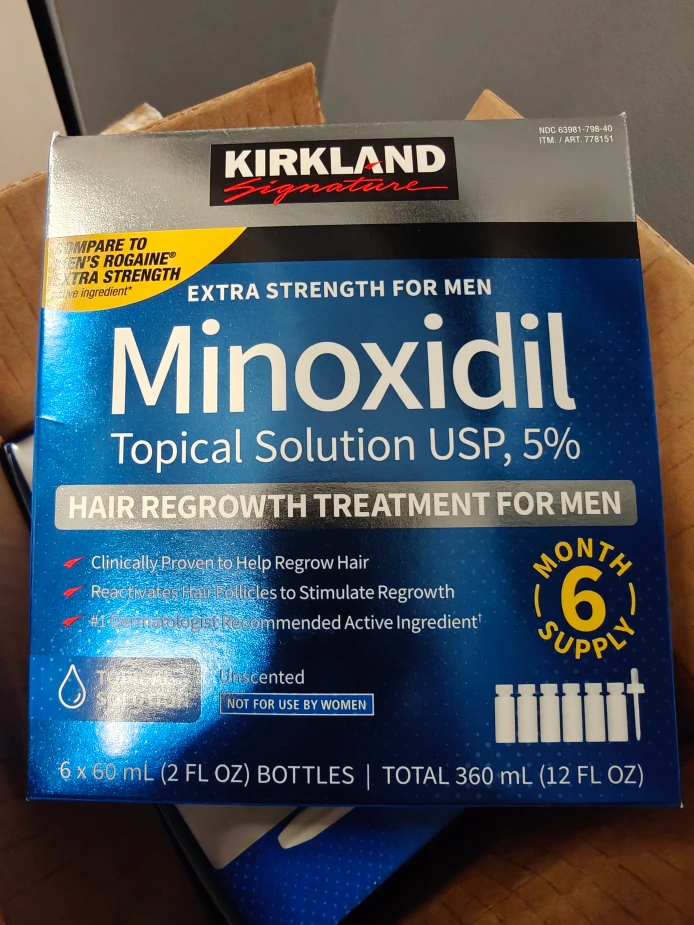 NDC 63981-798-40
ITM. / ART. 778151
KIRKLAND
Signature
COMPARE TO
MEN'S ROGAINE®
EXTRA STRENGTH
active ingredient*
EXTRA STRENGTH FOR MEN
Minoxidil
Topical Solution USP, 5%
HAIR REGROWTH TREATMENT FOR MEN
Clinically Proven to Help Regrow Hair
Reactivates Hair Follicles to Stimulate Regrowth
#1 Dermatologist Recommended Active Ingredient†
MONTH
6
SUPPLY
TOPICAL
SOLUTION
Unscented
NOT FOR USE BY WOMEN
6 x 60 mL (2 FL OZ) BOTTLES | TOTAL 360 mL (12 FL OZ)